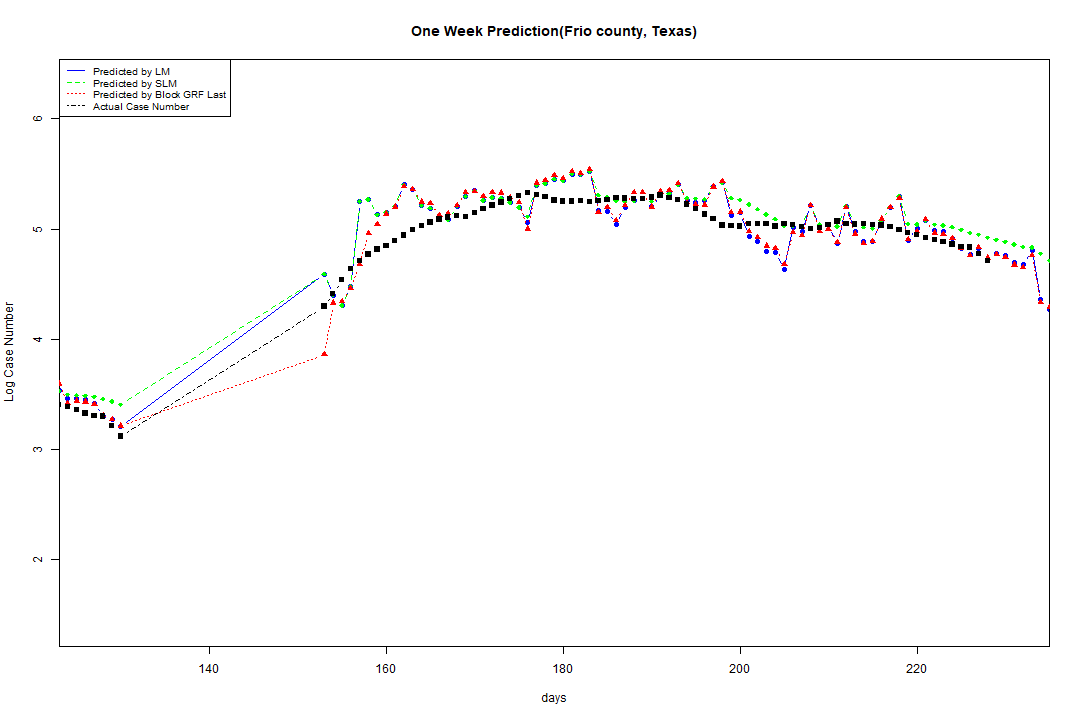 One Week Prediction(Frio county, Texas)
Predicted by LM
Predicted by SLM
Predicted by Block GRF Last
Actual Case Number
6
5
4
3
2
Log Case Number
140 160 180 200 220
days